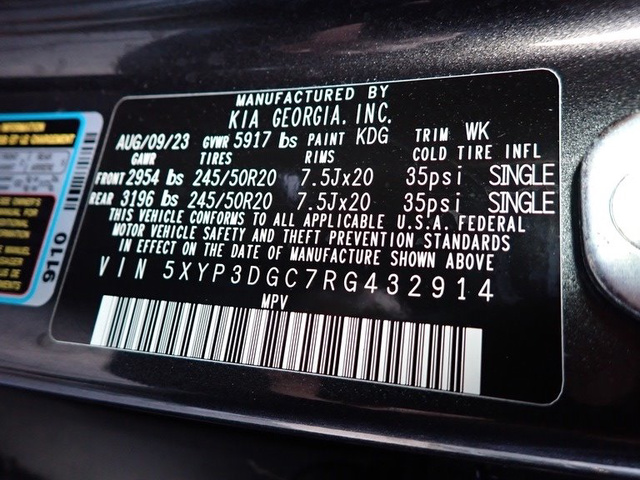 MANUFACTURED BY
KIA GEORGIA, INC.
AUG/09/23 GVWR 5917 lbs PAINT KDG TRIM WK
GAWR TIRES RIMS COLD TIRE INFL
FRONT 2954 lbs 245/50R20 7.5Jx20 35psi SINGLE
REAR 3196 lbs 245/50R20 7.5Jx20 35psi SINGLE
THIS VEHICLE CONFORMS TO ALL APPLICABLE U.S.A. FEDERAL
MOTOR VEHICLE SAFETY AND THEFT PREVENTION STANDARDS
IN EFFECT ON THE DATE OF MANUFACTURE SHOWN ABOVE
VIN 5XYP3DGC7RG432914
MPV
INFORMATION
9110